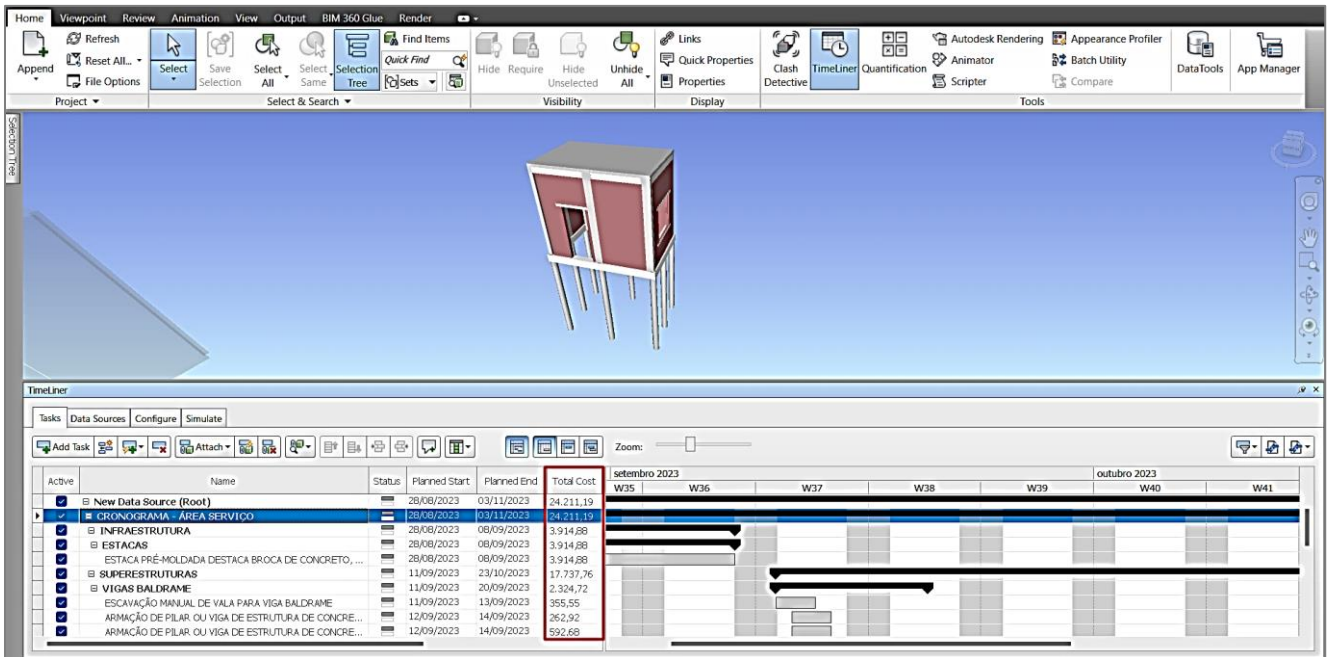 Home Viewpoint Review Animation View Output BIM 360 Glue Render
Append
Refresh
Reset All...
File Options
Project
Select
Save Selection
Select All
Select Same
Selection Tree
Find Items
Quick Find
Sets
Select & Search
Hide
Require
Hide Unselected
Unhide All
Visibility
Links
Quick Properties
Properties
Display
Clash Detective
TimeLiner
Quantification
Autodesk Rendering
Animator
Scripter
Appearance Profiler
Batch Utility
Compare
Tools
DataTools
App Manager
Selection Tree
TimeLiner
Tasks Data Sources Configure Simulate
Add Task Attach Zoom:
Active Name Status Planned Start Planned End Total Cost
setembro 2023 outubro 2023
W35 W36 W37 W38 W39 W40 W41
New Data Source (Root) 28/08/2023 03/11/2023 24.211,19
CRONOGRAMA - ÁREA SERVIÇO 28/08/2023 03/11/2023 24.211,19
INFRAESTRUTURA 28/08/2023 08/09/2023 3.914,88
ESTACAS 28/08/2023 08/09/2023 3.914,88
ESTACA PRÉ-MOLDADA DESTACA BROCA DE CONCRETO, ... 28/08/2023 08/09/2023 3.914,88
SUPERESTRUTURAS 11/09/2023 23/10/2023 17.737,76
VIGAS BALDRAME 11/09/2023 20/09/2023 2.324,72
ESCAVAÇÃO MANUAL DE VALA PARA VIGA BALDRAME 11/09/2023 13/09/2023 355,55
ARMAÇÃO DE PILAR OU VIGA DE ESTRUTURA DE CONCRE... 12/09/2023 14/09/2023 262,92
ARMAÇÃO DE PILAR OU VIGA DE ESTRUTURA DE CONCRE... 12/09/2023 14/09/2023 592,68